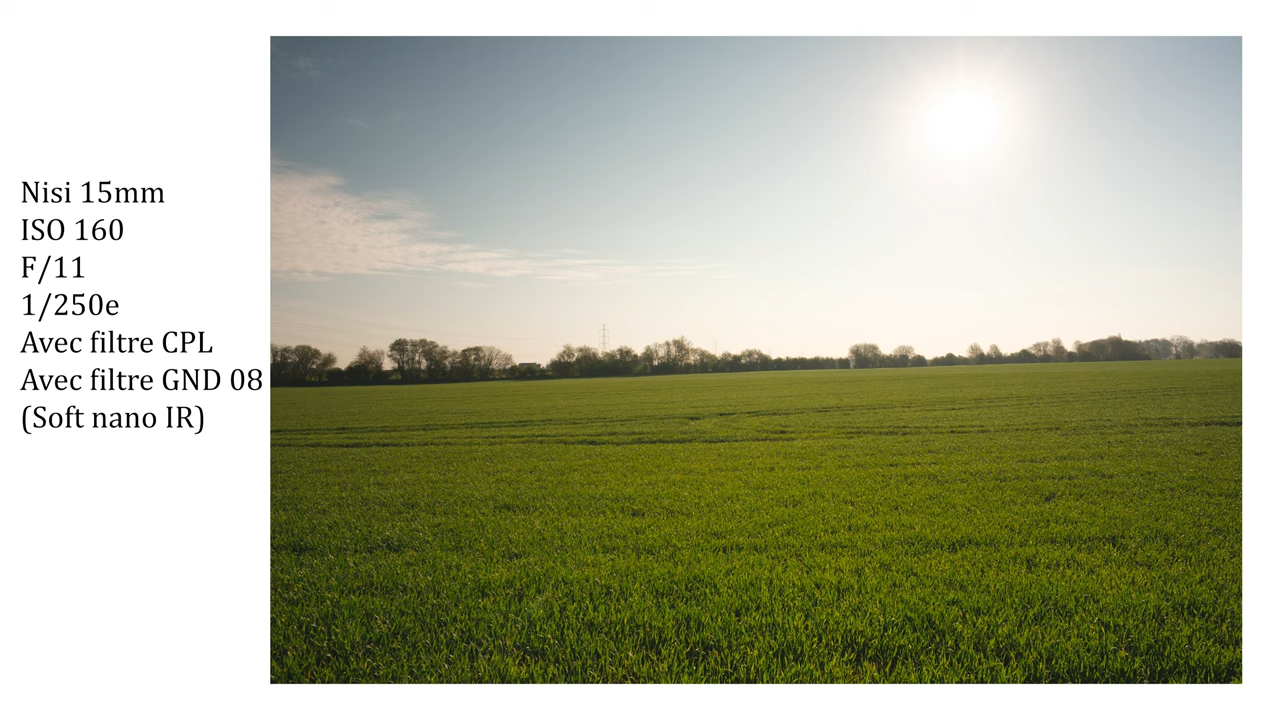 Nisi 15mm
ISO 160
F/11
1/250e
Avec filtre CPL
Avec filtre GND 08
(Soft nano IR)